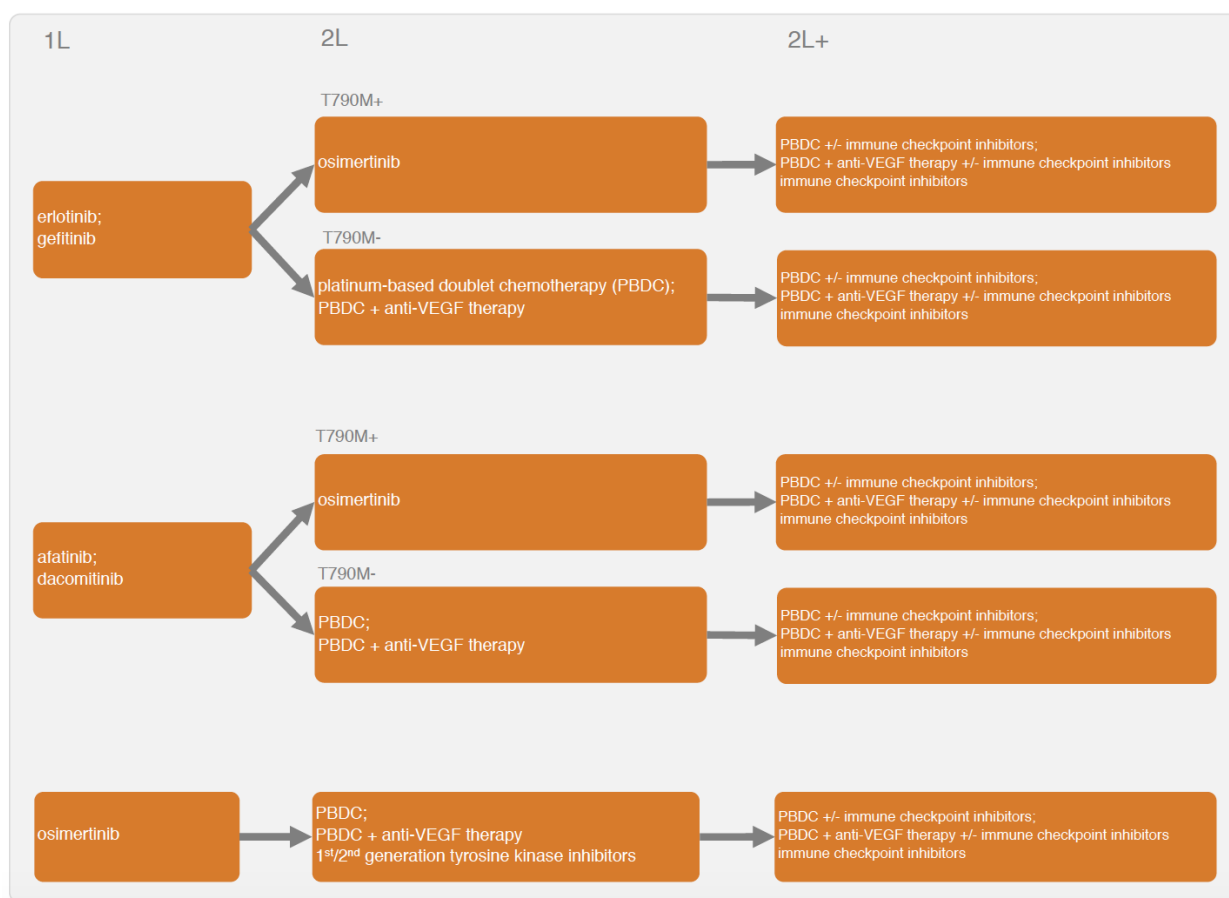 1L
2L
2L+
T790M+
osimertinib
PBDC +/- immune checkpoint inhibitors;
PBDC + anti-VEGF therapy +/- immune checkpoint inhibitors
immune checkpoint inhibitors
erlotinib;
gefitinib
T790M-
platinum-based doublet chemotherapy (PBDC);
PBDC + anti-VEGF therapy
PBDC +/- immune checkpoint inhibitors;
PBDC + anti-VEGF therapy +/- immune checkpoint inhibitors
immune checkpoint inhibitors
T790M+
osimertinib
PBDC +/- immune checkpoint inhibitors;
PBDC + anti-VEGF therapy +/- immune checkpoint inhibitors
immune checkpoint inhibitors
afatinib;
dacomitinib
T790M-
PBDC;
PBDC + anti-VEGF therapy
PBDC +/- immune checkpoint inhibitors;
PBDC + anti-VEGF therapy +/- immune checkpoint inhibitors
immune checkpoint inhibitors
osimertinib
PBDC;
PBDC + anti-VEGF therapy
1st/2nd generation tyrosine kinase inhibitors
PBDC +/- immune checkpoint inhibitors;
PBDC + anti-VEGF therapy +/- immune checkpoint inhibitors
immune checkpoint inhibitors